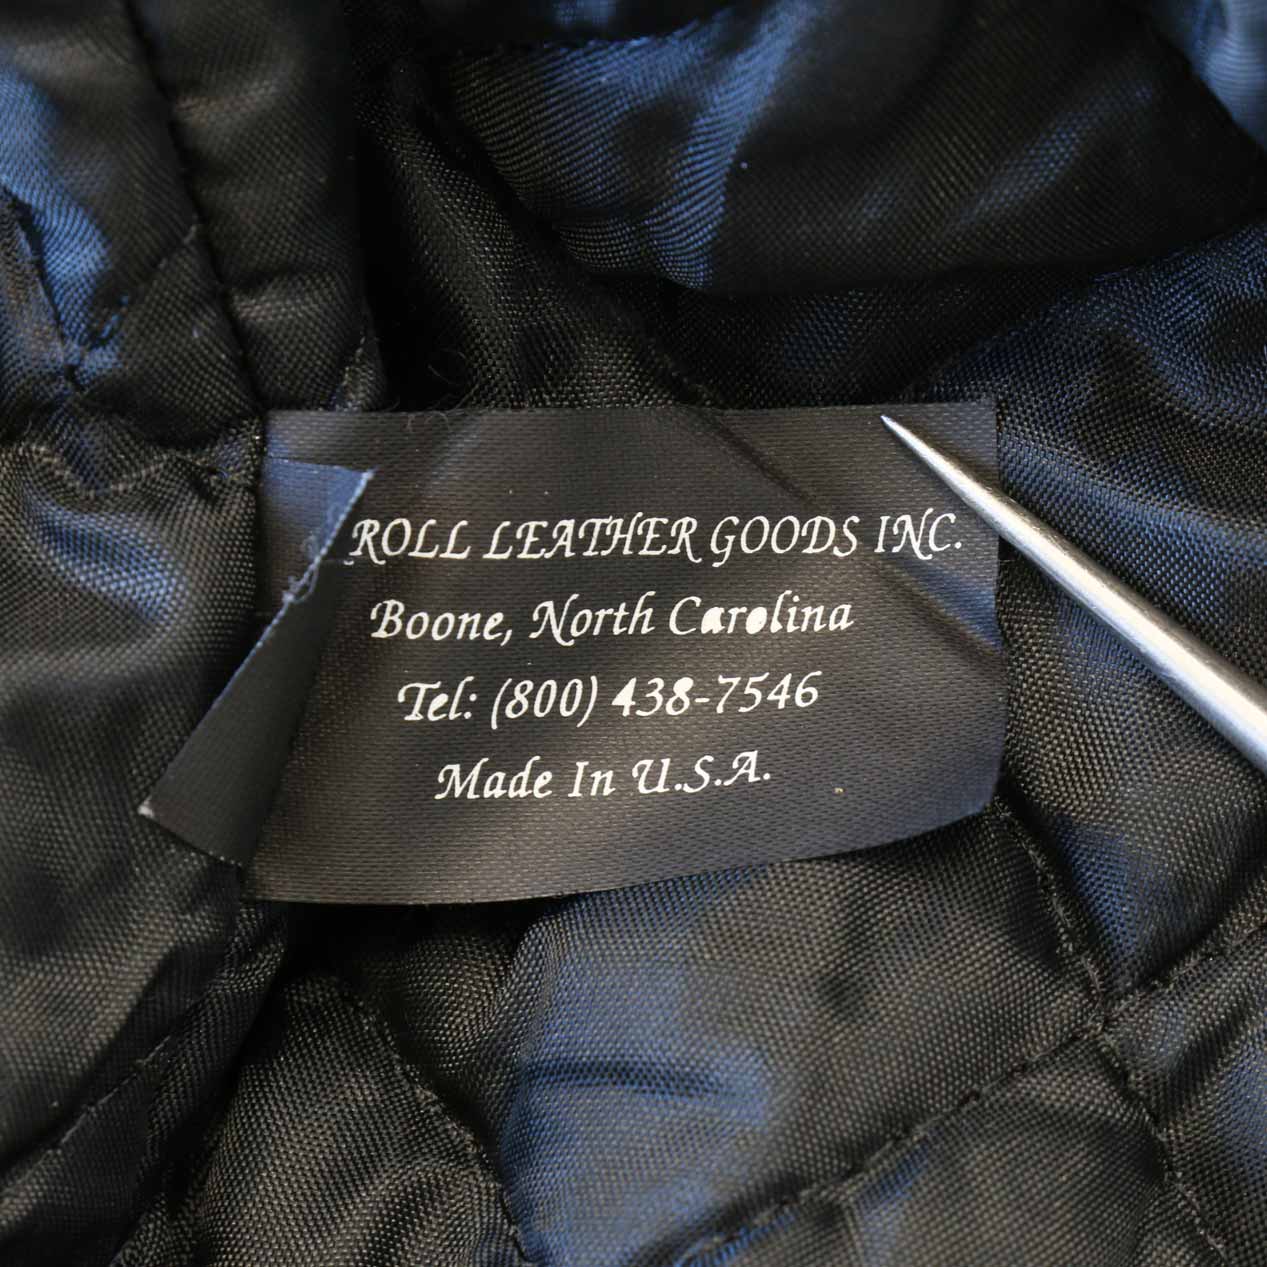 ROLL LEATHER GOODS INC.
Boone, North Carolina
Tel: (800) 438-7546
Made In U.S.A.